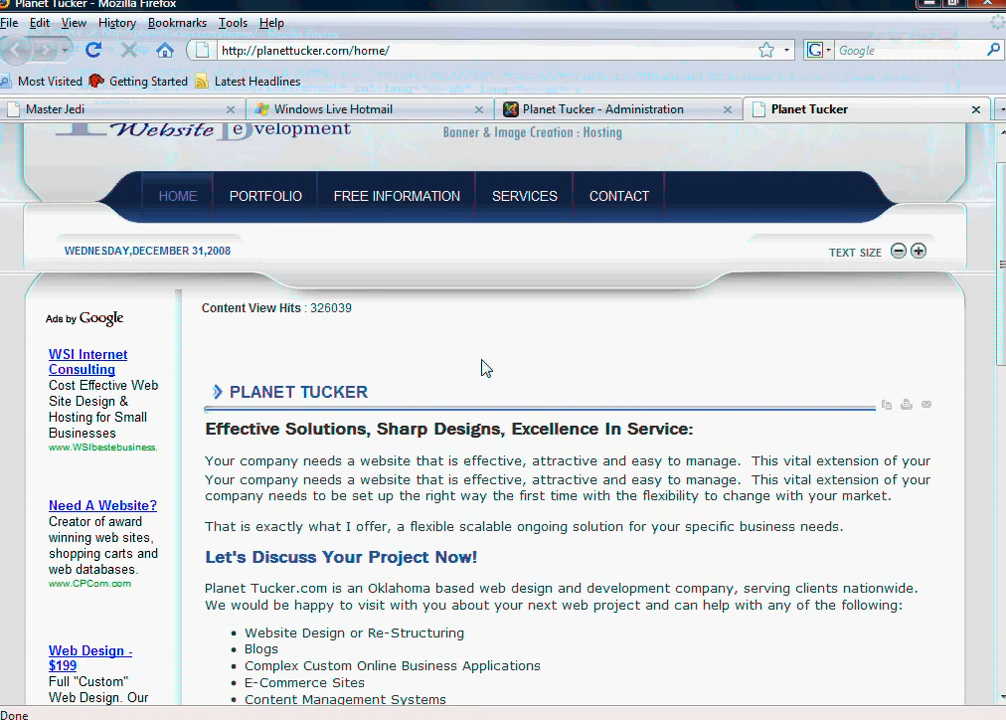 Planet Tucker - Mozilla Firefox
File Edit View History Bookmarks Tools Help
http://planettucker.com/home/
Google
Most Visited Getting Started Latest Headlines
Master Jedi
Windows Live Hotmail
Planet Tucker - Administration
Planet Tucker
Website Development
Banner & Image Creation : Hosting
HOME PORTFOLIO FREE INFORMATION SERVICES CONTACT
WEDNESDAY,DECEMBER 31,2008
TEXT SIZE
Content View Hits : 326039
Ads by Google
WSI Internet
Consulting
Cost Effective Web
Site Design &
Hosting for Small
Businesses
www.WSIbestebusiness.
Need A Website?
Creator of award
winning web sites,
shopping carts and
web databases.
www.CPCom.com
Web Design -
$199
Full "Custom"
Web Design. Our
PLANET TUCKER
Effective Solutions, Sharp Designs, Excellence In Service:
Your company needs a website that is effective, attractive and easy to manage. This vital extension of your
Your company needs a website that is effective, attractive and easy to manage. This vital extension of your
company needs to be set up the right way the first time with the flexibility to change with your market.
That is exactly what I offer, a flexible scalable ongoing solution for your specific business needs.
Let's Discuss Your Project Now!
Planet Tucker.com is an Oklahoma based web design and development company, serving clients nationwide.
We would be happy to visit with you about your next web project and can help with any of the following:
• Website Design or Re-Structuring
• Blogs
• Complex Custom Online Business Applications
• E-Commerce Sites
• Content Management Systems
Done